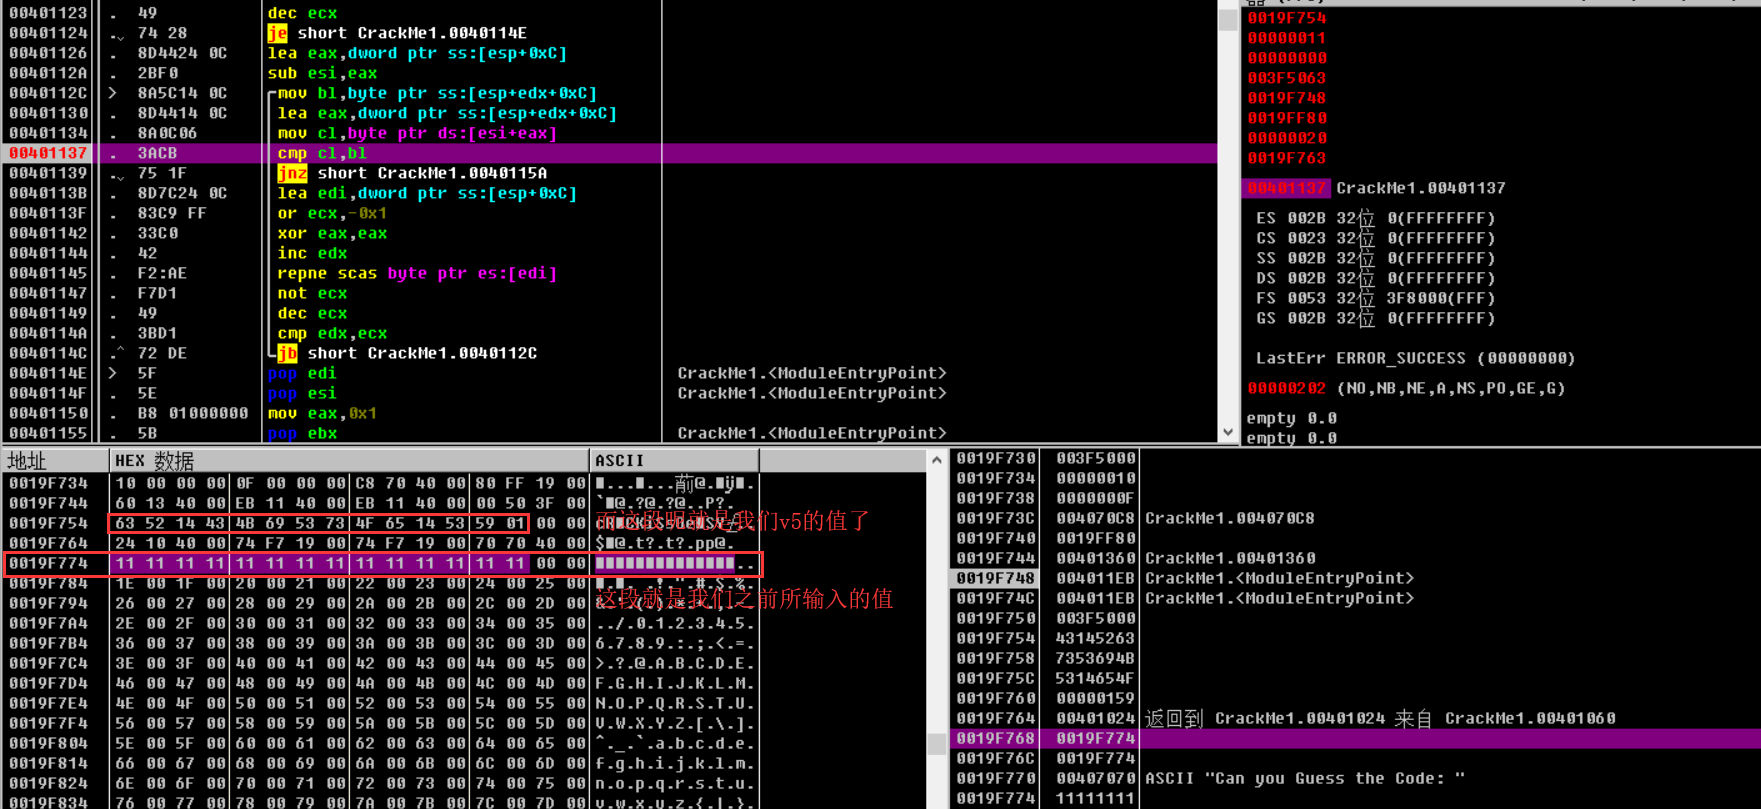 00401123 . 49 dec ecx
00401124 .ˬ 74 28 je short CrackMe1.0040114E
00401126 . 8D4424 0C lea eax,dword ptr ss:[esp+0xC]
0040112A . 2BF0 sub esi,eax
0040112C > 8A5C14 0C mov bl,byte ptr ss:[esp+edx+0xC]
00401130 . 8D4414 0C lea eax,dword ptr ss:[esp+edx+0xC]
00401134 . 8A0C06 mov cl,byte ptr ds:[esi+eax]
00401137 . 3ACB cmp cl,bl
00401139 .ˬ 75 1F jnz short CrackMe1.0040115A
0040113B . 8D7C24 0C lea edi,dword ptr ss:[esp+0xC]
0040113F . 83C9 FF or ecx,-0x1
00401142 . 33C0 xor eax,eax
00401144 . 42 inc edx
00401145 . F2:AE repne scas byte ptr es:[edi]
00401147 . F7D1 not ecx
00401149 . 49 dec ecx
0040114A . 3BD1 cmp edx,ecx
0040114C .^ 72 DE jb short CrackMe1.0040112C
0040114E > 5F pop edi CrackMe1.<ModuleEntryPoint>
0040114F . 5E pop esi CrackMe1.<ModuleEntryPoint>
00401150 . B8 01000000 mov eax,0x1
00401155 . 5B pop ebx CrackMe1.<ModuleEntryPoint>
0019F754
00000011
00000000
003F5063
0019F748
0019FF80
00000020
0019F763
00401137 CrackMe1.00401137
ES 002B 32位 0(FFFFFFFF)
CS 0023 32位 0(FFFFFFFF)
SS 002B 32位 0(FFFFFFFF)
DS 002B 32位 0(FFFFFFFF)
FS 0053 32位 3F8000(FFF)
GS 002B 32位 0(FFFFFFFF)
LastErr ERROR_SUCCESS (00000000)
00000202 (NO,NB,NE,A,NS,PO,GE,G)
empty 0.0
empty 0.0
地址 HEX 数据 ASCII
0019F734 10 00 00 00 0F 00 00 00 C8 70 40 00 80 FF 19 00
0019F744 60 13 40 00 EB 11 40 00 EB 11 40 00 00 50 3F 00
0019F754 63 52 14 43 4B 69 53 73 4F 65 14 53 59 01 00 00
而这段呢就是我们v5的值了
0019F764 24 10 40 00 74 F7 19 00 74 F7 19 00 70 70 40 00 $■@.t?.t?.pp@.
0019F774 11 11 11 11 11 11 11 11 11 11 11 11 11 11 00 00
0019F784 1E 00 1F 00 20 00 21 00 22 00 23 00 24 00 25 00
0019F794 26 00 27 00 28 00 29 00 2A 00 2B 00 2C 00 2D 00
这段就是我们之前所输入的值
0019F7A4 2E 00 2F 00 30 00 31 00 32 00 33 00 34 00 35 00 ../.0.1.2.3.4.5.
0019F7B4 36 00 37 00 38 00 39 00 3A 00 3B 00 3C 00 3D 00 6.7.8.9.:.;.<.=.
0019F7C4 3E 00 3F 00 40 00 41 00 42 00 43 00 44 00 45 00 >.?.@.A.B.C.D.E.
0019F7D4 46 00 47 00 48 00 49 00 4A 00 4B 00 4C 00 4D 00 F.G.H.I.J.K.L.M.
0019F7E4 4E 00 4F 00 50 00 51 00 52 00 53 00 54 00 55 00 N.O.P.Q.R.S.T.U.
0019F7F4 56 00 57 00 58 00 59 00 5A 00 5B 00 5C 00 5D 00 V.W.X.Y.Z.[.\.].
0019F804 5E 00 5F 00 60 00 61 00 62 00 63 00 64 00 65 00 ^._.`.a.b.c.d.e.
0019F814 66 00 67 00 68 00 69 00 6A 00 6B 00 6C 00 6D 00 f.g.h.i.j.k.l.m.
0019F824 6E 00 6F 00 70 00 71 00 72 00 73 00 74 00 75 00 n.o.p.q.r.s.t.u.
0019F834 76 00 77 00 78 00 79 00 7A 00 7B 00 7C 00 7D 00 v.w.x.y.z.{.|.}.
0019F730 003F5000
0019F734 00000010
0019F738 0000000F
0019F73C 004070C8 CrackMe1.004070C8
0019F740 0019FF80
0019F744 00401360 CrackMe1.00401360
0019F748 004011EB CrackMe1.<ModuleEntryPoint>
0019F74C 004011EB CrackMe1.<ModuleEntryPoint>
0019F750 003F5000
0019F754 43145263
0019F758 7353694B
0019F75C 5314654F
0019F760 00000159
0019F764 00401024 返回到 CrackMe1.00401024 来自 CrackMe1.00401060
0019F768 0019F774
0019F76C 0019F774
0019F770 00407070 ASCII "Can you Guess the Code: "
0019F774 11111111